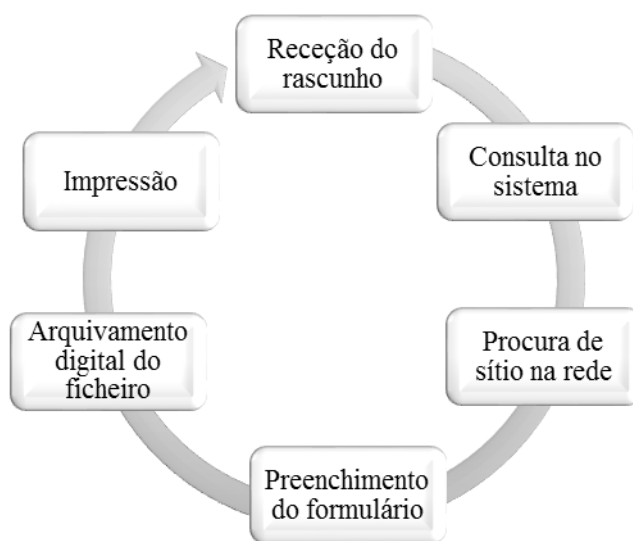 Receção do
rascunho
Consulta no
sistema
Procura de
sítio na rede
Preenchimento
do formulário
Arquivamento
digital do
ficheiro
Impressão